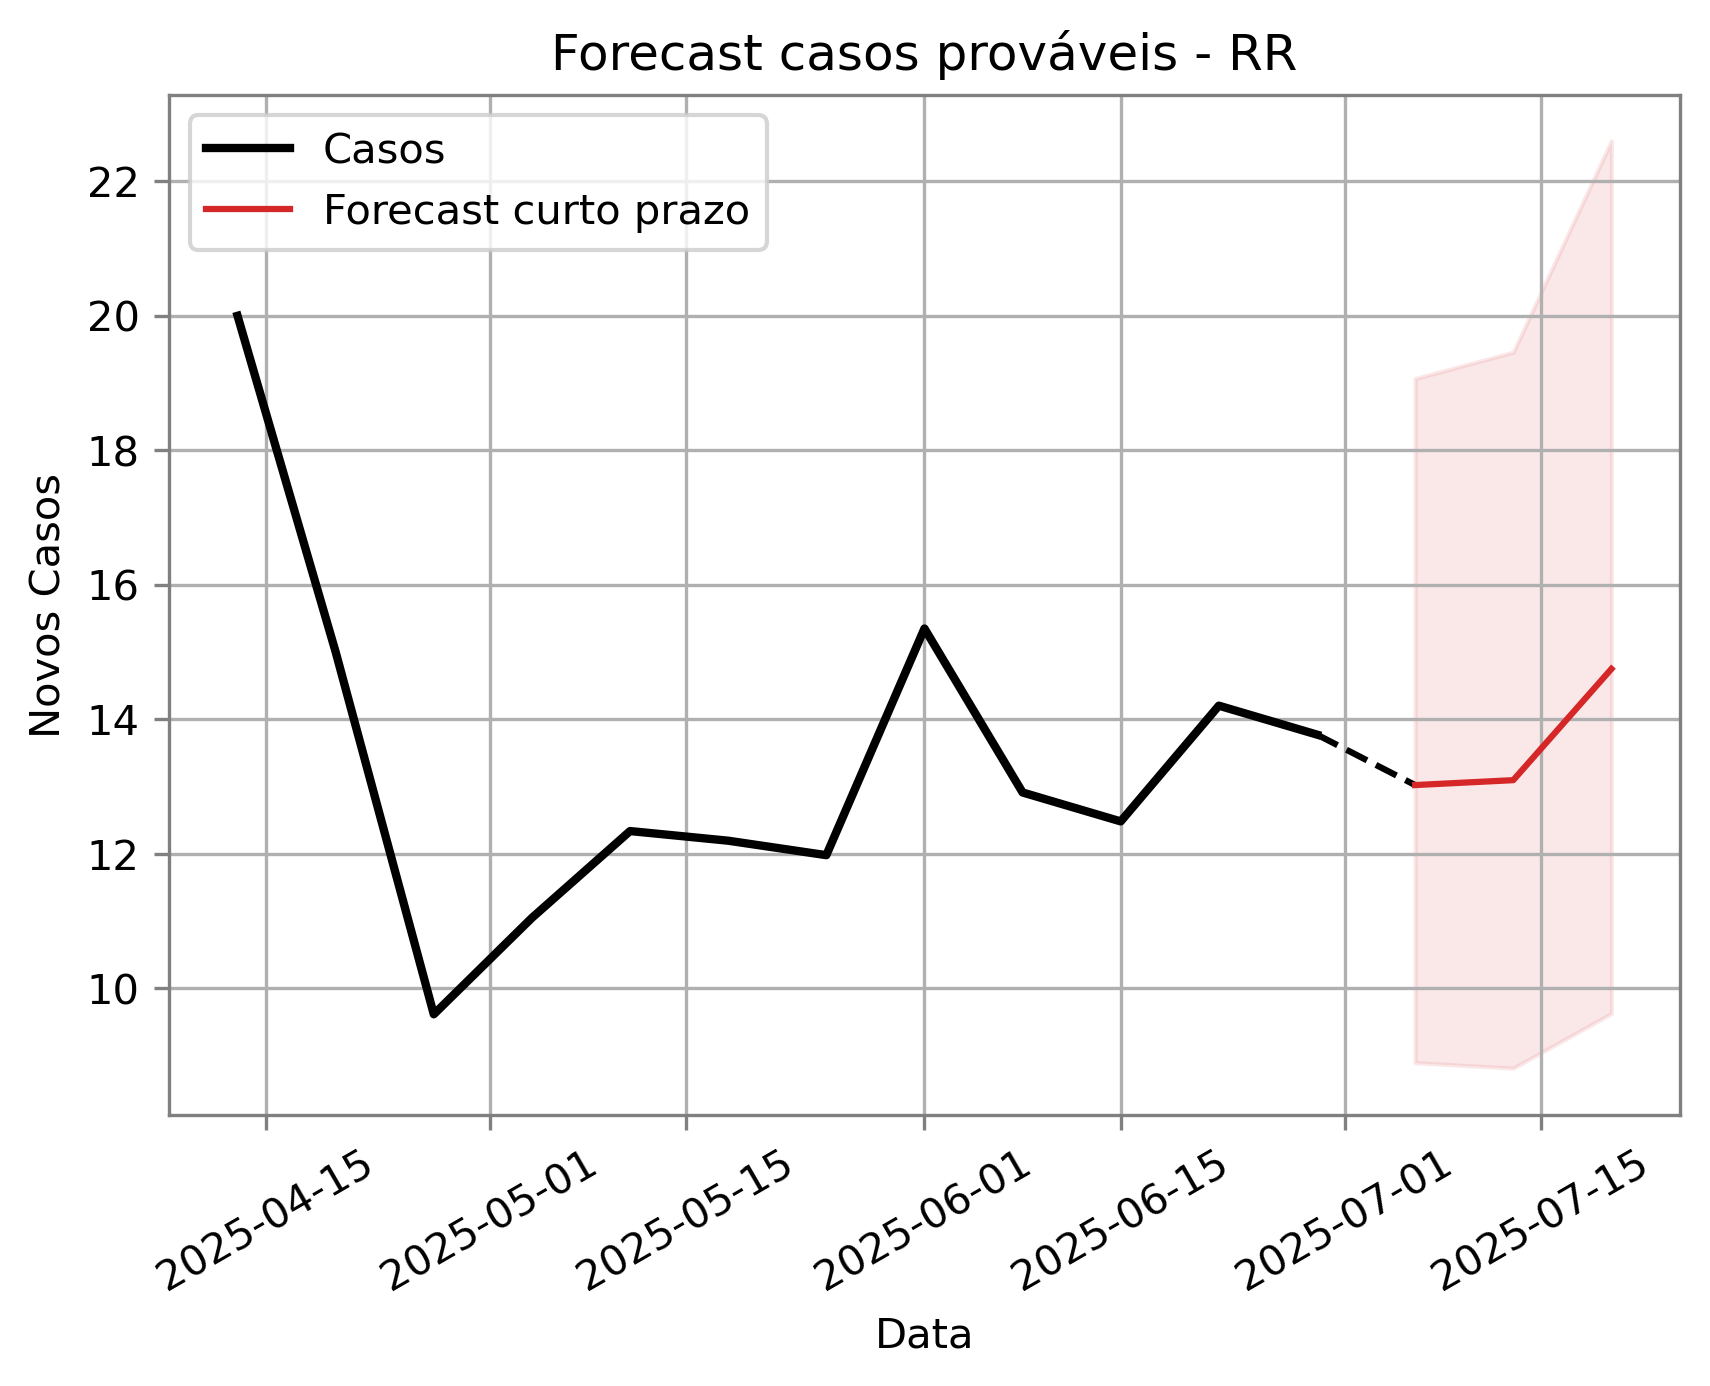 Forecast casos prováveis - RR
Casos
Forecast curto prazo
Novos Casos
22
20
18
16
14
12
10
2025-04-15
2025-05-01
2025-05-15
2025-06-01
2025-06-15
2025-07-01
2025-07-15
Data